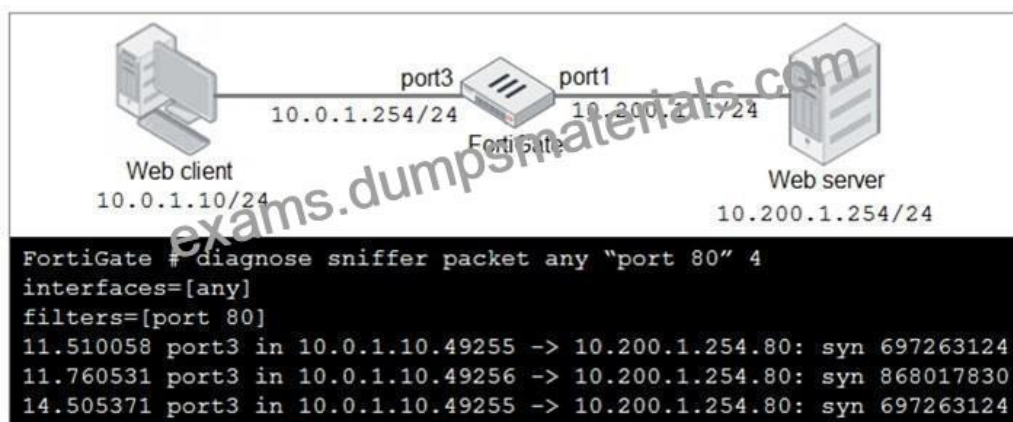 port3
port1
10.0.1.254/24
10.200.1.1/24
FortiGate
Web client
10.0.1.10/24
Web server
10.200.1.254/24
exams.dumpsmaterials.com
FortiGate # diagnose sniffer packet any “port 80” 4
interfaces=[any]
filters=[port 80]
11.510058 port3 in 10.0.1.10.49255 -> 10.200.1.254.80: syn 697263124
11.760531 port3 in 10.0.1.10.49256 -> 10.200.1.254.80: syn 868017830
14.505371 port3 in 10.0.1.10.49255 -> 10.200.1.254.80: syn 697263124